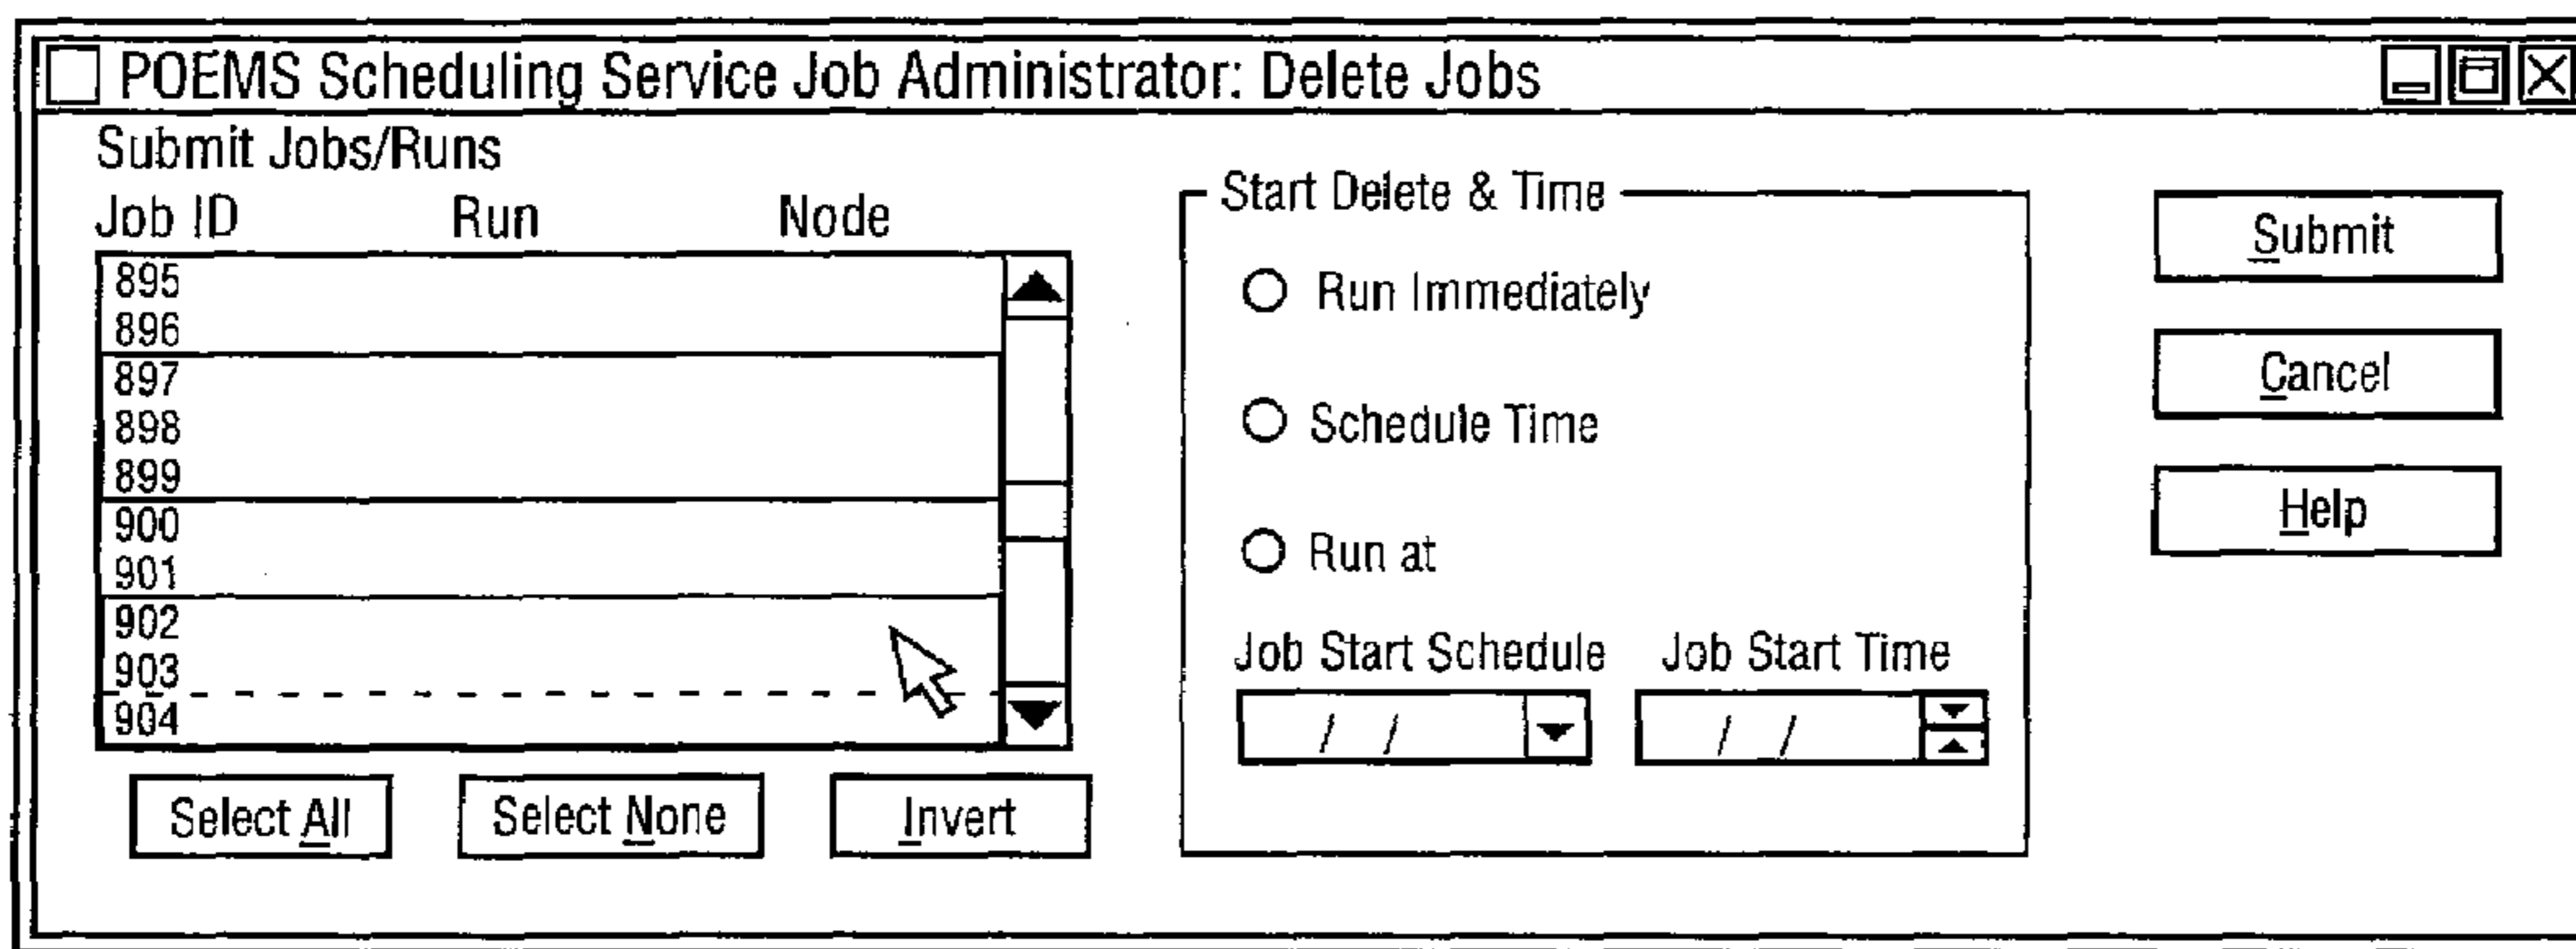 POEMS Scheduling Service Job Administrator: Delete Jobs
Submit Jobs/Runs
Job ID Run Node
895
896
897
898
899
900
901
902
903
904
Select All Select None Invert
Start Delete & Time
Run Immediately
Schedule Time
Run at
Job Start Schedule Job Start Time
/ / / /
Submit
Cancel
Help